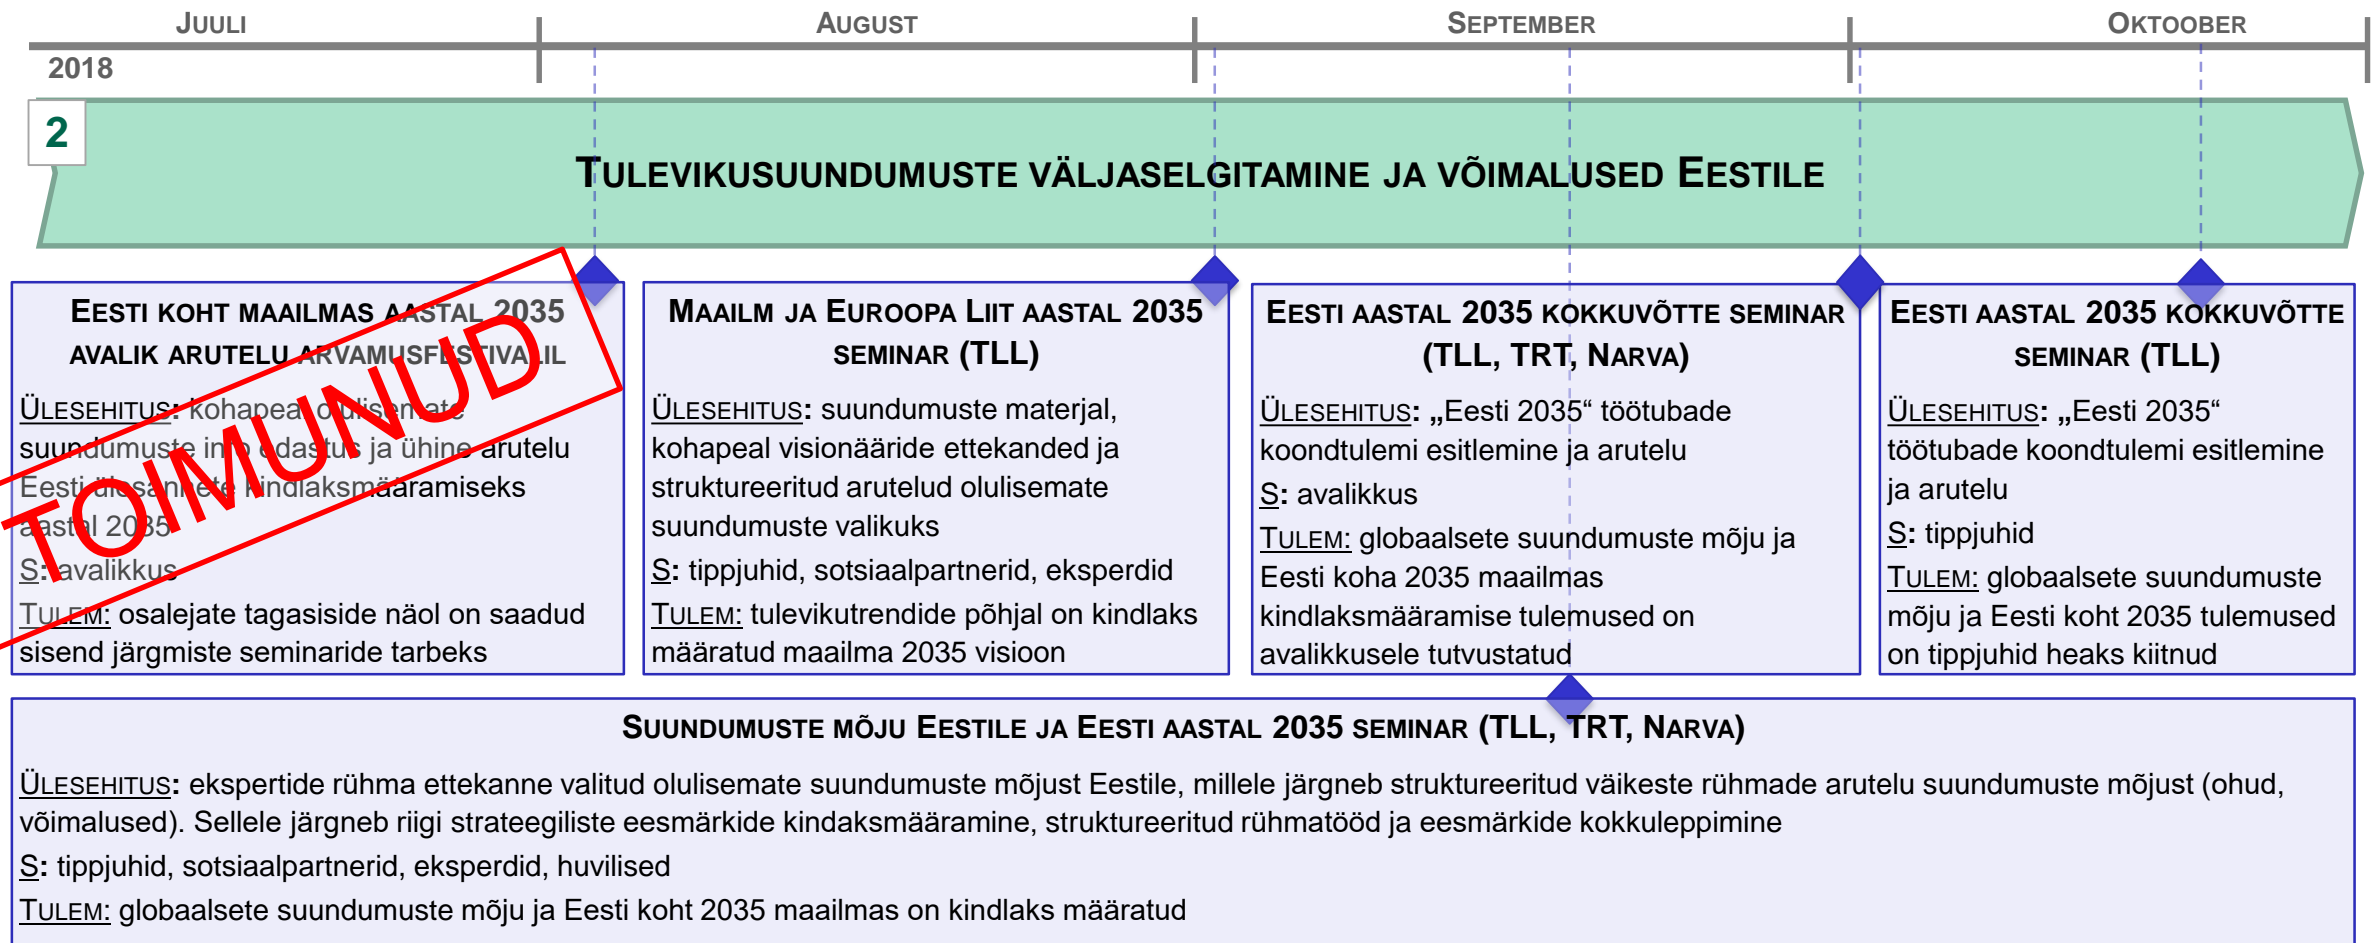 JUULI
AUGUST
SEPTEMBER
OKTOOBER
2018
2
TULEVIKUSUUNDUMUSTE VÄLJASELGITAMINE JA VÕIMALUSED EESTILE
EESTI KOHT MAAILMAS AASTAL 2035
AVALIK ARUTELU ARVAMUSFESTIVALIL
ÜLESEHITUS: kohapeal olulisemate
suundumuste info edastus ja ühine arutelu
Eesti ülesannete kindlaksmääramiseks
aastal 2035
S: avalikkus
TULEM: osalejate tagasiside näol on saadud
sisend järgmiste seminaride tarbeks
TOIMUNUD
MAAILM JA EUROOPA LIIT AASTAL 2035
SEMINAR (TLL)
ÜLESEHITUS: suundumuste materjal,
kohapeal visionääride ettekanded ja
struktureeritud arutelud olulisemate
suundumuste valikuks
S: tippjuhid, sotsiaalpartnerid, eksperdid
TULEM: tulevikutrendide põhjal on kindlaks
määratud maailma 2035 visioon
EESTI AASTAL 2035 KOKKUVÕTTE SEMINAR
(TLL, TRT, NARVA)
ÜLESEHITUS: „Eesti 2035“ töötubade
koondtulemi esitlemine ja arutelu
S: avalikkus
TULEM: globaalsete suundumuste mõju ja
Eesti koha 2035 maailmas
kindlaksmääramise tulemused on
avalikkusele tutvustatud
EESTI AASTAL 2035 KOKKUVÕTTE
SEMINAR (TLL)
ÜLESEHITUS: „Eesti 2035“
töötubade koondtulemi esitlemine
ja arutelu
S: tippjuhid
TULEM: globaalsete suundumuste
mõju ja Eesti koht 2035 tulemused
on tippjuhid heaks kiitnud
SUUNDUMUSTE MÕJU EESTILE JA EESTI AASTAL 2035 SEMINAR (TLL, TRT, NARVA)
ÜLESEHITUS: ekspertide rühma ettekanne valitud olulisemate suundumuste mõjust Eestile, millele järgneb struktureeritud väikeste rühmade arutelu suundumuste mõjust (ohud,
võimalused). Sellele järgneb riigi strateegiliste eesmärkide kindaksmääramine, struktureeritud rühmatööd ja eesmärkide kokkuleppimine
S: tippjuhid, sotsiaalpartnerid, eksperdid, huvilised
TULEM: globaalsete suundumuste mõju ja Eesti koht 2035 maailmas on kindlaks määratud